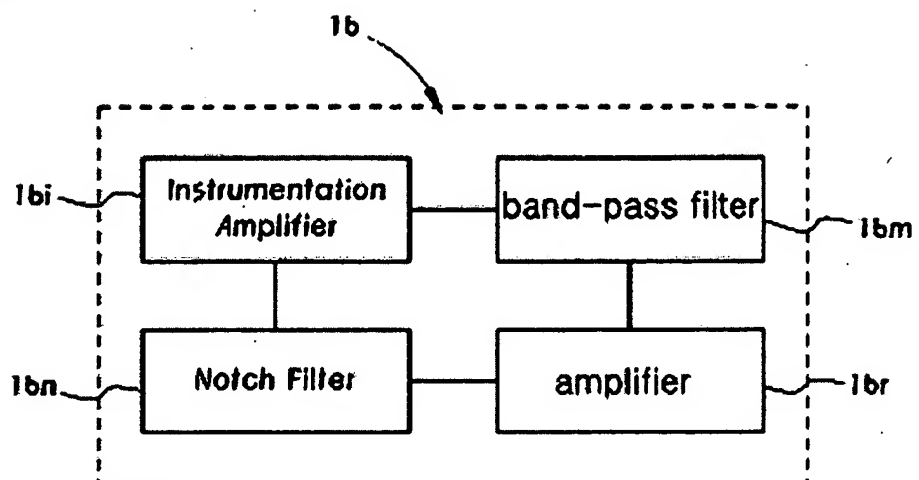 1b
1bi
Instrumentation
Amplifier
band-pass filter
1bm
1bn
Notch Filter
amplifier
1br